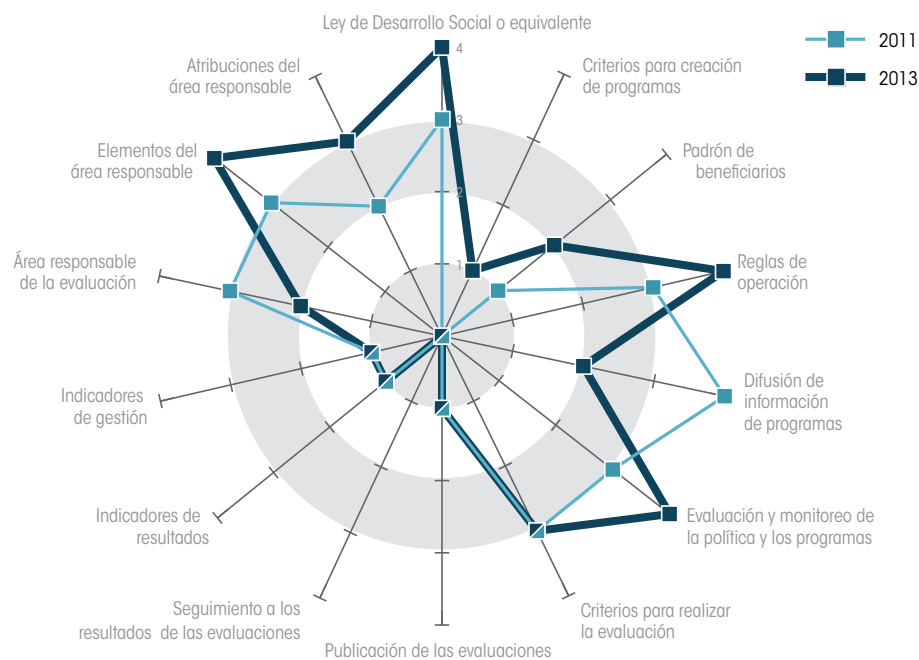 Ley de Desarrollo Social o equivalente
4
3
2
1
2011
2013
Criterios para creación
de programas
Padrón de
beneficiarios
Reglas de
operación
Difusión de
información
de programas
Evaluación y monitoreo de
la política y los programas
Criterios para realizar
la evaluación
Publicación de las evaluaciones
Seguimiento a los
resultados de las evaluaciones
Indicadores de
resultados
Indicadores
de gestión
Área responsable
de la evaluación
Elementos del
área responsable
Atribuciones del
área responsable